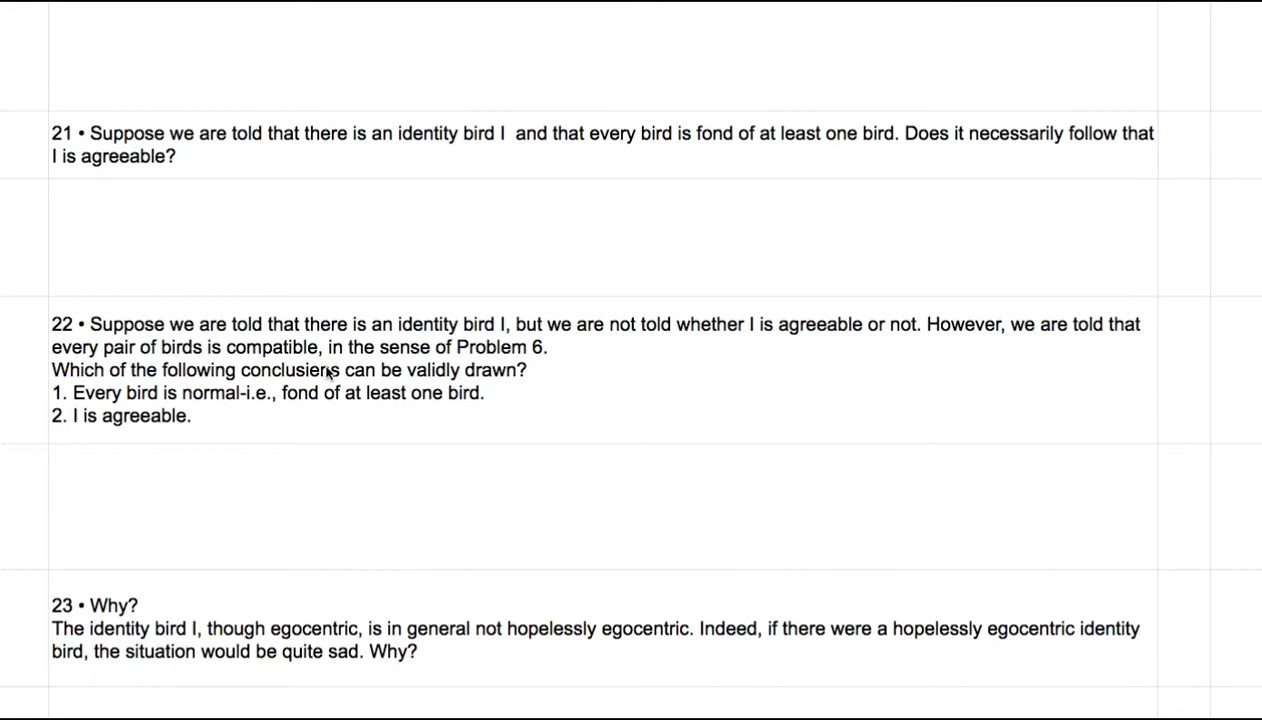 21 • Suppose we are told that there is an identity bird I  and that every bird is fond of at least one bird. Does it necessarily follow that
I is agreeable?
22 • Suppose we are told that there is an identity bird I, but we are not told whether I is agreeable or not. However, we are told that
every pair of birds is compatible, in the sense of Problem 6.
Which of the following conclusiens can be validly drawn?
1. Every bird is normal-i.e., fond of at least one bird.
2. I is agreeable.
23 • Why?
The identity bird I, though egocentric, is in general not hopelessly egocentric. Indeed, if there were a hopelessly egocentric identity
bird, the situation would be quite sad. Why?